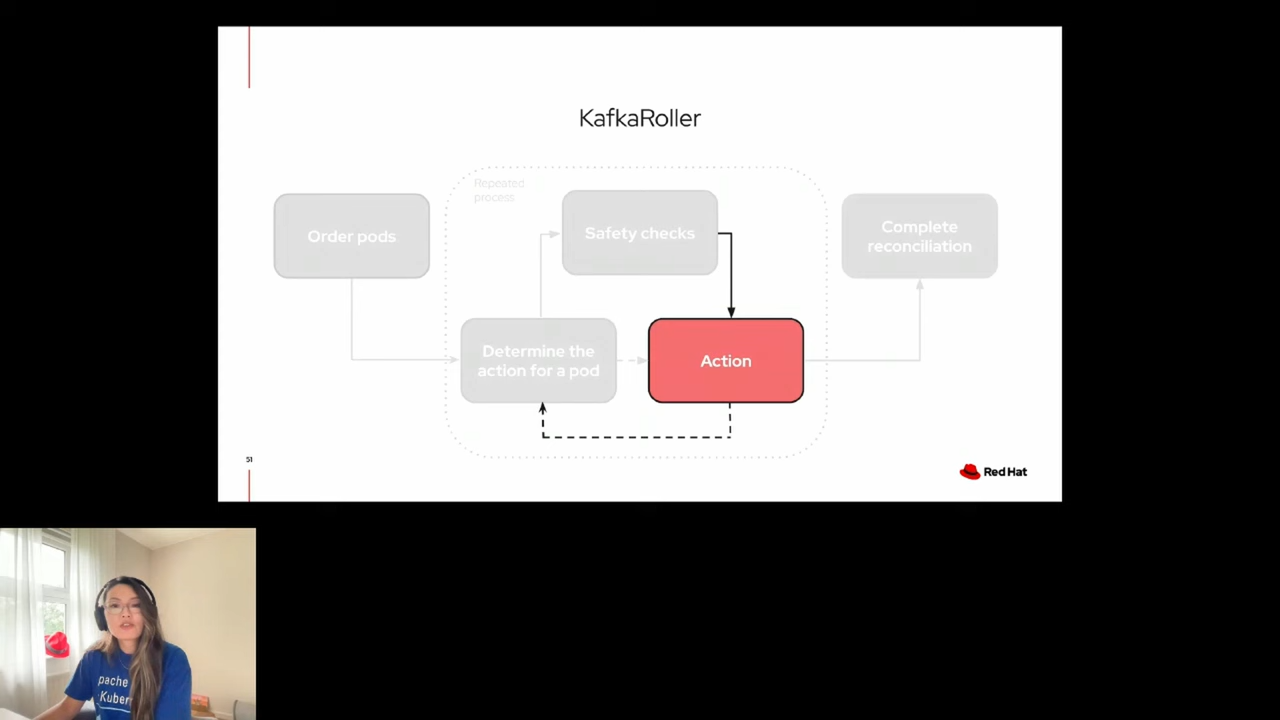 KafkaRoller
Repeated
process
Order pods
Safety checks
Complete
reconciliation
Determine the
action for a pod
Action
51
Red Hat
pache
Kuber